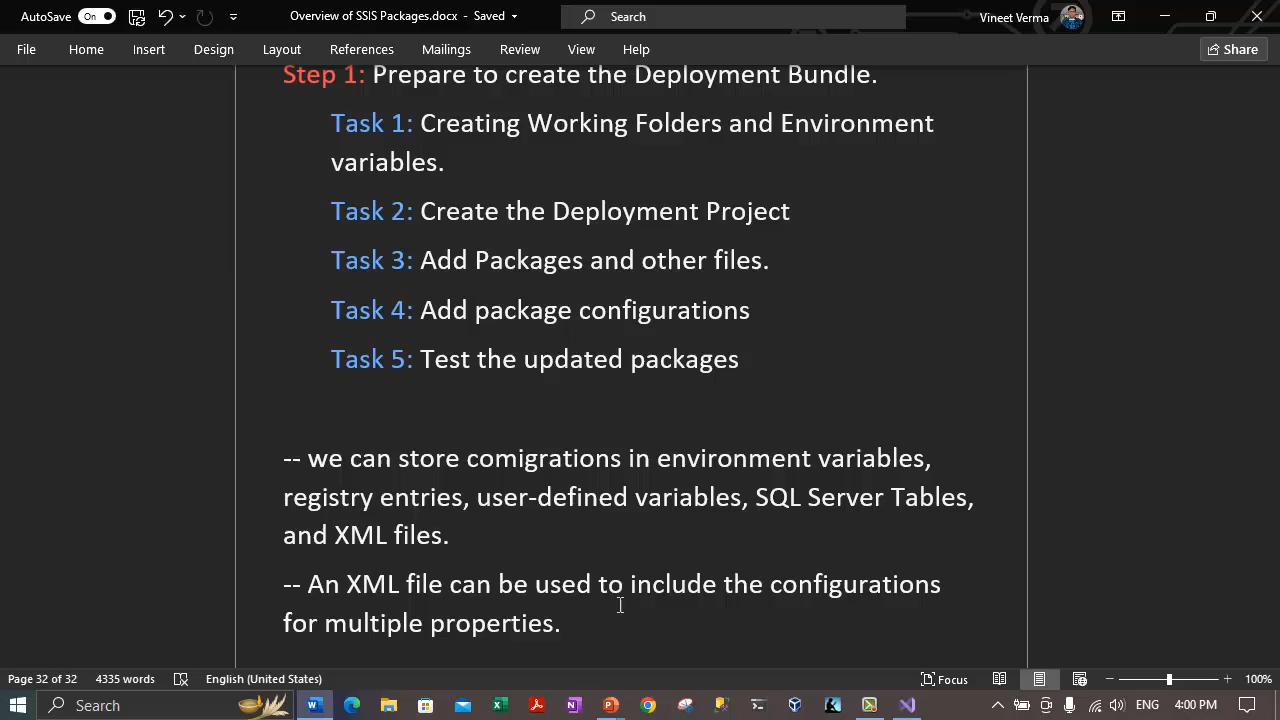 AutoSave On Overview of SSIS Packages.docx - Saved Search Vineet Verma
File Home Insert Design Layout References Mailings Review View Help Share
Step 1: Prepare to create the Deployment Bundle.
Task 1: Creating Working Folders and Environment
variables.
Task 2: Create the Deployment Project
Task 3: Add Packages and other files.
Task 4: Add package configurations
Task 5: Test the updated packages
-- we can store comigrations in environment variables,
registry entries, user-defined variables, SQL Server Tables,
and XML files.
-- An XML file can be used to include the configurations
for multiple properties.
Page 32 of 32 4335 words English (United States) Focus 100%
Search ENG 4:00 PM